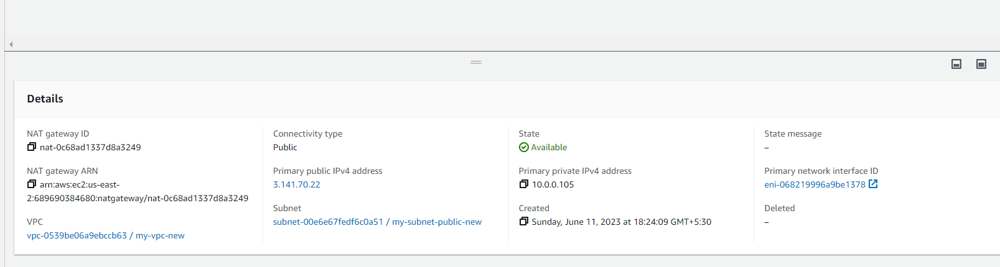 Details
NAT gateway ID
nat-0c68ad1337d8a3249
NAT gateway ARN
arn:aws:ec2:us-east-
2:689690384680:natgateway/nat-0c68ad1337d8a3249
VPC
vpc-0539be06a9ebccb63 / my-vpc-new
Connectivity type
Public
Primary public IPv4 address
3.141.70.22
Subnet
subnet-00e6e67fedf6c0a51 / my-subnet-public-new
State
Available
Primary private IPv4 address
10.0.0.105
Created
Sunday, June 11, 2023 at 18:24:09 GMT+5:30
State message
–
Primary network interface ID
eni-068219996a9be1378
Deleted
–